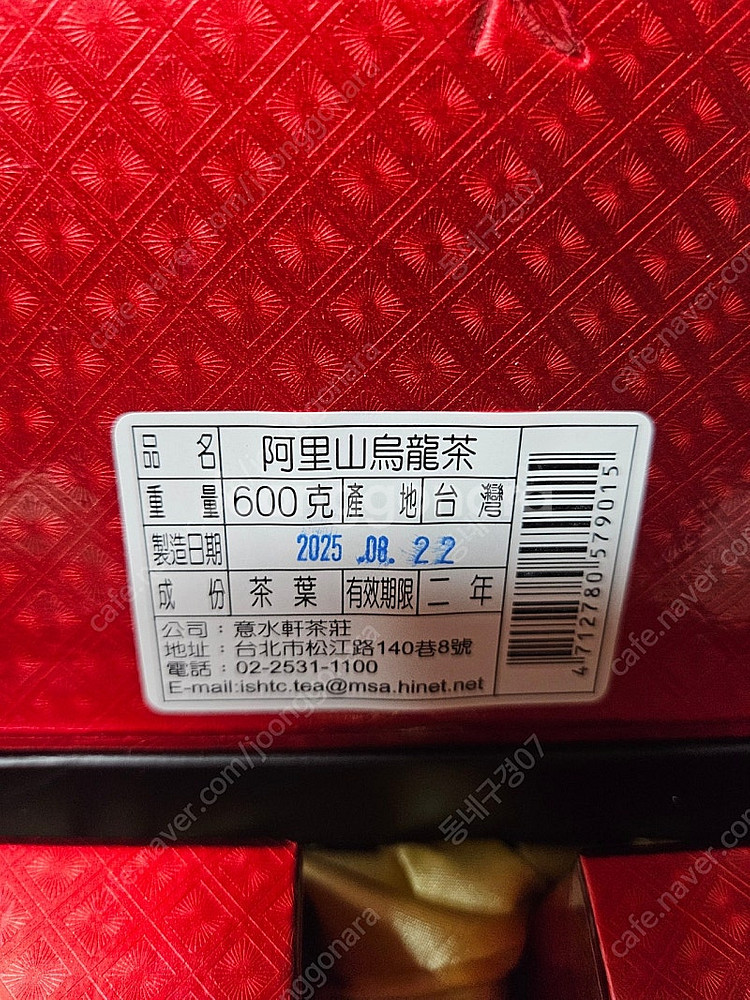 品名 阿里山烏龍茶
重量 600克 產地 台灣
製造日期 2025.08.22
成份 茶葉 有效期限 二年
公司：意水軒茶莊
地址：台北市松江路140巷8號
電話：02-2531-1100
E-mail:ishtc.tea@msa.hinet.net
4 712780 579015
cafe.naver.com/joonggonara
동네구경07